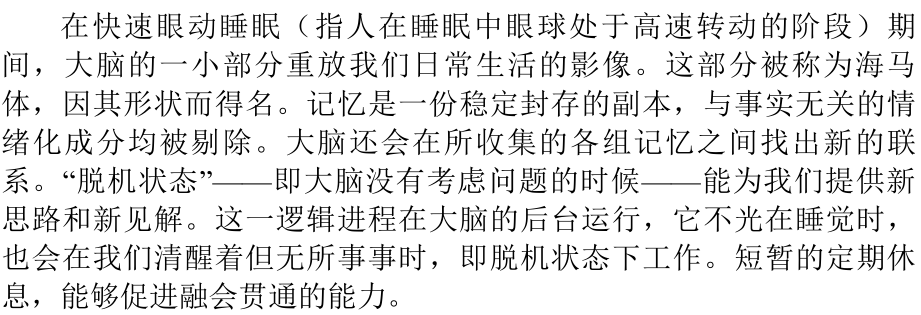 在快速眼动睡眠（指人在睡眠中眼球处于高速转动的阶段）期
间，大脑的一小部分重放我们日常生活的影像。这部分被称为海马
体，因其形状而得名。记忆是一份稳定封存的副本，与事实无关的情
绪化成分均被剔除。大脑还会在所收集的各组记忆之间找出新的联
系。“脱机状态”——即大脑没有考虑问题的时候——能为我们提供新
思路和新见解。这一逻辑进程在大脑的后台运行，它不光在睡觉时，
也会在我们清醒着但无所事事时，即脱机状态下工作。短暂的定期休
息，能够促进融会贯通的能力。